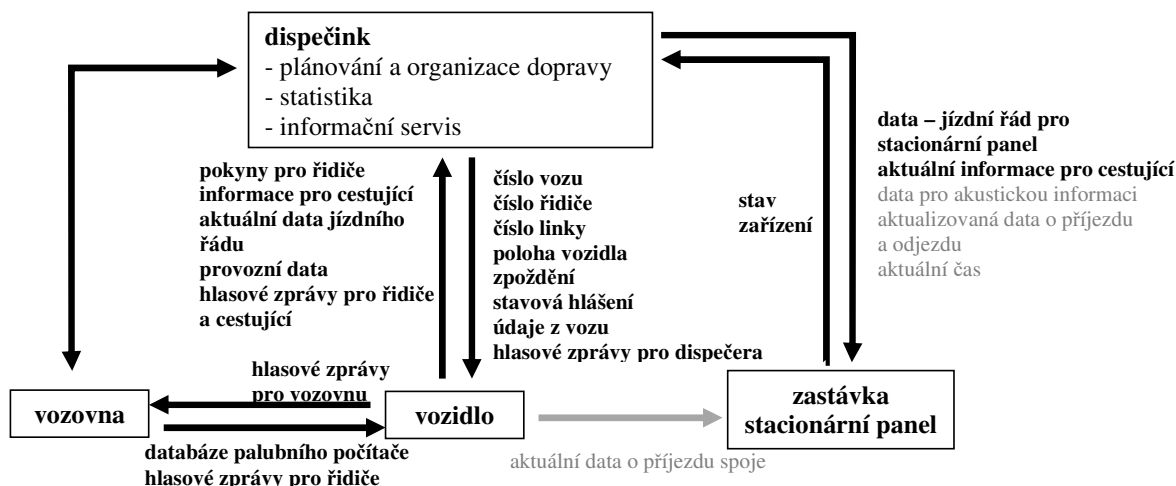 dispečink
- plánování a organizace dopravy
- statistika
- informační servis
pokyny pro řidiče
informace pro cestující
aktuální data jízdního
řádu
provozní data
hlasové zprávy pro řidiče
a cestující
číslo vozu
číslo řidiče
číslo linky
poloha vozidla
zpoždění
stavová hlášení
údaje z vozu
hlasové zprávy pro dispečera
stav
zařízení
data – jízdní řád pro
stacionární panel
aktuální informace pro cestující
data pro akustickou informaci
aktualizovaná data o příjezdu
a odjezdu
aktuální čas
hlasové zprávy
pro vozovnu
vozovna
vozidlo
zastávka
stacionární panel
databáze palubního počítače
hlasové zprávy pro řidiče
aktuální data o příjezdu spoje